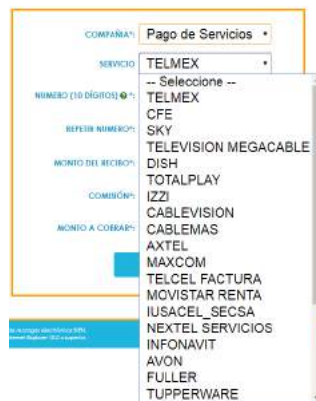 COMPAÑIA*: Pago de Servicios
SERVICIO TELMEX
-- Seleccione --
NUMERO (10 DÍGITOS) *: TELMEX
CFE
REPETIR NUMERO*: SKY
TELEVISION MEGACABLE
MONTO DEL RECIBO*: DISH
TOTALPLAY
COMISIÓN*: IZZI
CABLEVISION
MONTO A COBRAR*: CABLEMAS
AXTEL
MAXCOM
TELCEL FACTURA
MOVISTAR RENTA
IUSACEL_SECSA
NEXTEL SERVICIOS
INFONAVIT
AVON
FULLER
TUPPERWARE